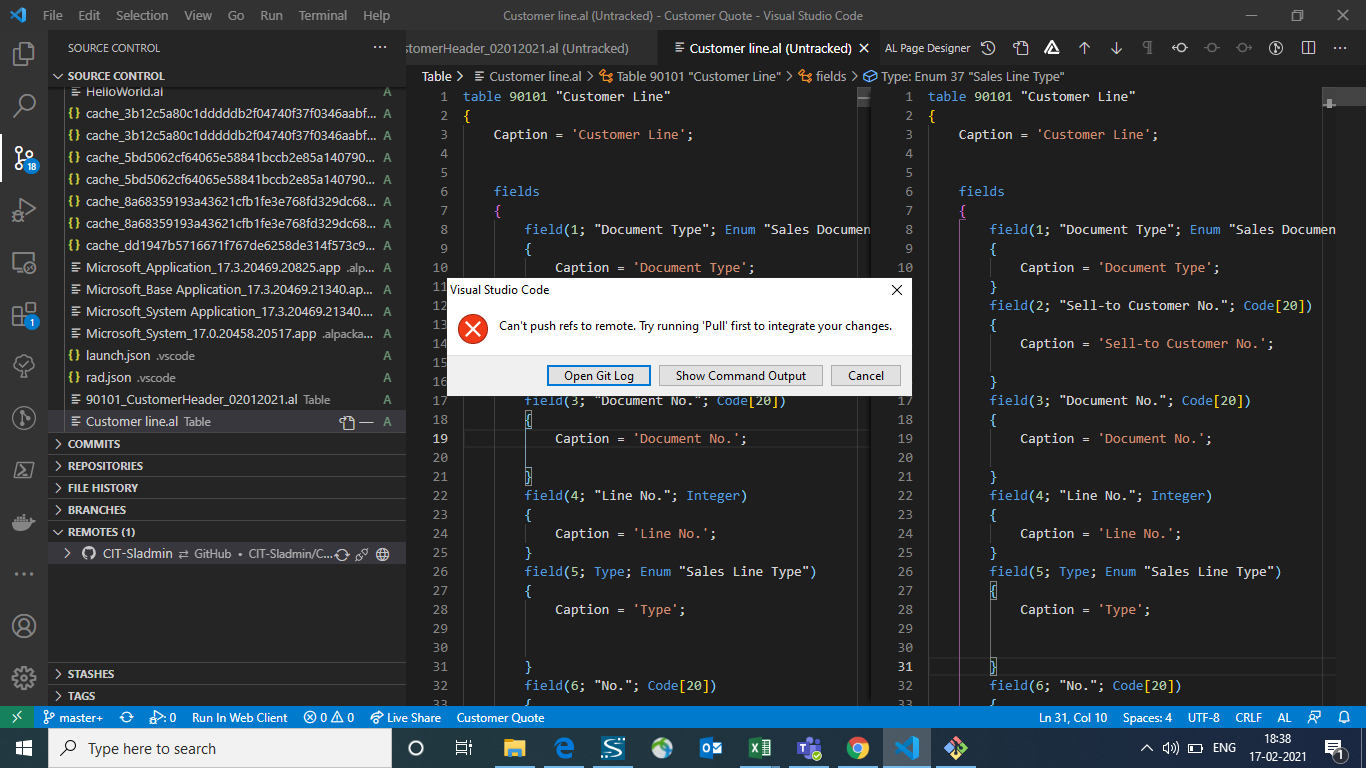 File Edit Selection View Go Run Terminal Help
Customer line.al (Untracked) - Customer Quote - Visual Studio Code
SOURCE CONTROL ...
SOURCE CONTROL
HelloWorld.al A
cache_3b12c5a80c1dddddb2f04740f37f0346aabf... A
cache_3b12c5a80c1dddddb2f04740f37f0346aabf... A
cache_5bd5062cf64065e58841bccb2e85a140790... A
cache_5bd5062cf64065e58841bccb2e85a140790... A
cache_8a68359193a43621cfb1fe3e768fd329dc68... A
cache_8a68359193a43621cfb1fe3e768fd329dc68... A
cache_dd1947b5716671f767de6258de314f573c9... A
Microsoft_Application_17.3.20469.20825.app .alp... A
Microsoft_Base Application_17.3.20469.21340.ap... A
Microsoft_System Application_17.3.20469.21340.... A
Microsoft_System_17.0.20458.20517.app .alpacka... A
launch.json .vscode A
rad.json .vscode A
90101_CustomerHeader_02012021.al Table A
Customer line.al Table A
COMMITS
REPOSITORIES
FILE HISTORY
BRANCHES
REMOTES (1)
CIT-Sladmin ⇄ GitHub • CIT-Sladmin/C...
STASHES
TAGS
18
1
stomerHeader_02012021.al (Untracked)
Customer line.al (Untracked)
AL Page Designer
Table > Customer line.al > Table 90101 "Customer Line" > fields > Type: Enum 37 "Sales Line Type"
1 table 90101 "Customer Line"
2 {
3 Caption = 'Customer Line';
4
5
6 fields
7 {
8 field(1; "Document Type"; Enum "Sales Documen
9 {
10 Caption = 'Document Type';
11
12
13
14
15
16
17 field(3; "Document No."; Code[20])
18 {
19 Caption = 'Document No.';
20
21 }
22 field(4; "Line No."; Integer)
23 {
24 Caption = 'Line No.';
25 }
26 field(5; Type; Enum "Sales Line Type")
27 {
28 Caption = 'Type';
29
30
31 }
32 field(6; "No."; Code[20])
33 {
1 table 90101 "Customer Line"
2 {
3 Caption = 'Customer Line';
4
5
6 fields
7 {
8 field(1; "Document Type"; Enum "Sales Documen
9 {
10 Caption = 'Document Type';
}
field(2; "Sell-to Customer No."; Code[20])
{
Caption = 'Sell-to Customer No.';
}
17 field(3; "Document No."; Code[20])
18 {
19 Caption = 'Document No.';
20
21 }
22 field(4; "Line No."; Integer)
23 {
24 Caption = 'Line No.';
25 }
26 field(5; Type; Enum "Sales Line Type")
27 {
28 Caption = 'Type';
29
30
31 }
32 field(6; "No."; Code[20])
33 {
Visual Studio Code
Can't push refs to remote. Try running 'Pull' first to integrate your changes.
Open Git Log Show Command Output Cancel
master+ 0 Run In Web Client 0 0 Live Share Customer Quote
Ln 31, Col 10 Spaces: 4 UTF-8 CRLF AL
Type here to search
ENG
18:38
17-02-2021
1